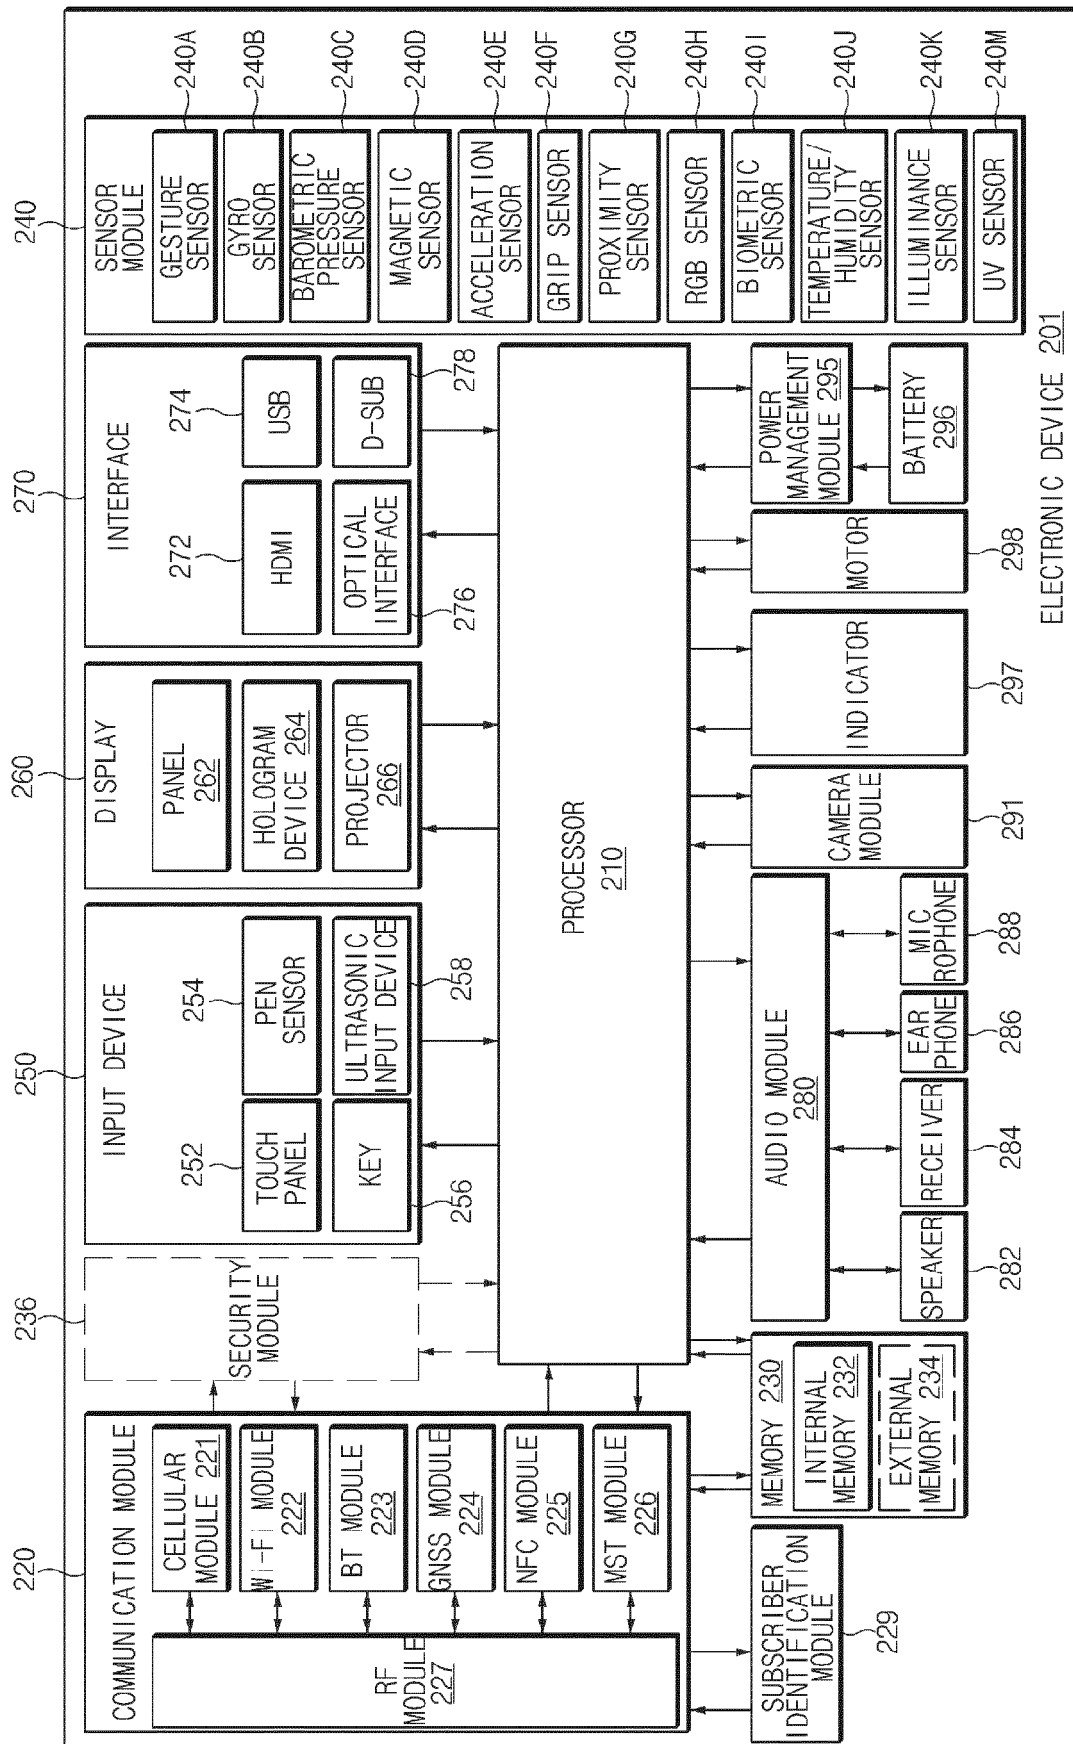 ELECTRONIC DEVICE 201
220
COMMUNICATION MODULE
CELLULAR
MODULE 221
Wi-Fi MODULE
222
BT MODULE
223
GNSS MODULE
224
NFC MODULE
225
MST MODULE
226
RF
MODULE
227
236
SECURITY
MODULE
250
INPUT DEVICE
252
TOUCH
PANEL
254
PEN
SENSOR
KEY
256
ULTRASONIC
INPUT DEVICE
258
260
DISPLAY
PANEL
262
HOLOGRAM
DEVICE 264
PROJECTOR
266
270
INTERFACE
272
HDMI
274
USB
OPTICAL
INTERFACE
276
D-SUB
278
240
SENSOR
MODULE
GESTURE
SENSOR
240A
GYRO
SENSOR
240B
BAROMETRIC
PRESSURE
SENSOR
240C
MAGNETIC
SENSOR
240D
ACCELERATION
SENSOR
240E
GRIP SENSOR
240F
PROXIMITY
SENSOR
240G
RGB SENSOR
240H
BIOMETRIC
SENSOR
240I
TEMPERATURE/
HUMIDITY
SENSOR
240J
ILLUMINANCE
SENSOR
240K
UV SENSOR
240M
PROCESSOR
210
SUBSCRIBER
IDENTIFICATION
MODULE
229
MEMORY 230
INTERNAL
MEMORY 232
EXTERNAL
MEMORY 234
AUDIO MODULE
280
SPEAKER
282
RECEIVER
284
EAR
PHONE
286
MIC
ROPHONE
288
CAMERA
MODULE
291
INDICATOR
297
MOTOR
298
POWER
MANAGEMENT
MODULE 295
BATTERY
296